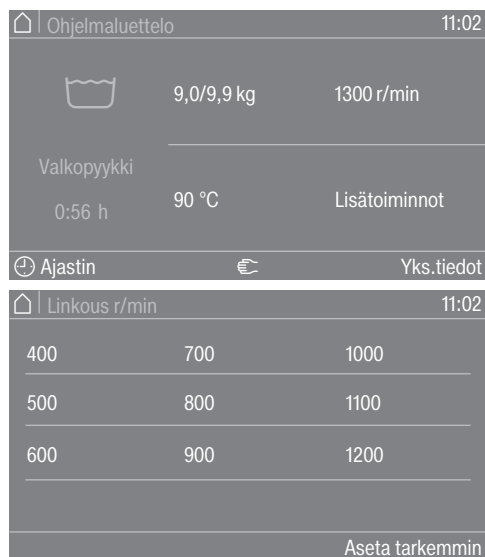 Ohjelmaluettelo 11:02
9,0/9,9 kg 1300 r/min
Valkopyykki
0:56 h
90 °C Lisätoiminnot
Ajastin Yks.tiedot
Linkous r/min 11:02
400 700 1000
500 800 1100
600 900 1200
Aseta tarkemmin